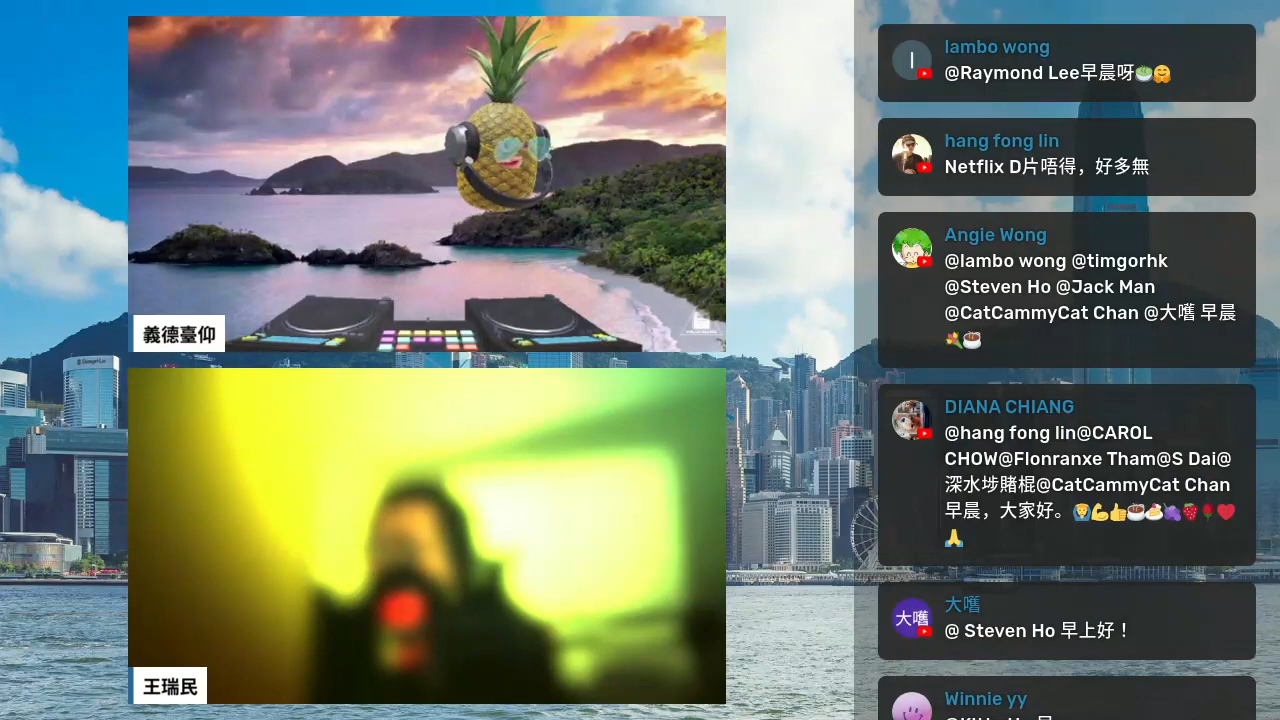 義德臺仰
王瑞民
lambo wong
@Raymond Lee早晨呀🍵🤗
hang fong lin
Netflix D片唔得，好多無
Angie Wong
@lambo wong @timgorhk
@Steven Ho @Jack Man
@CatCammyCat Chan @大嚿 早晨
💐☕
DIANA CHIANG
@hang fong lin@CAROL
CHOW@Flonranxe Tham@S Dai@
深水埗賭棍@CatCammyCat Chan
早晨，大家好。🙆‍♂️💪👍☕🍰🍇🍓🌹❤️
🙏
大嚿
大嚿
@ Steven Ho 早上好！
Winnie yy